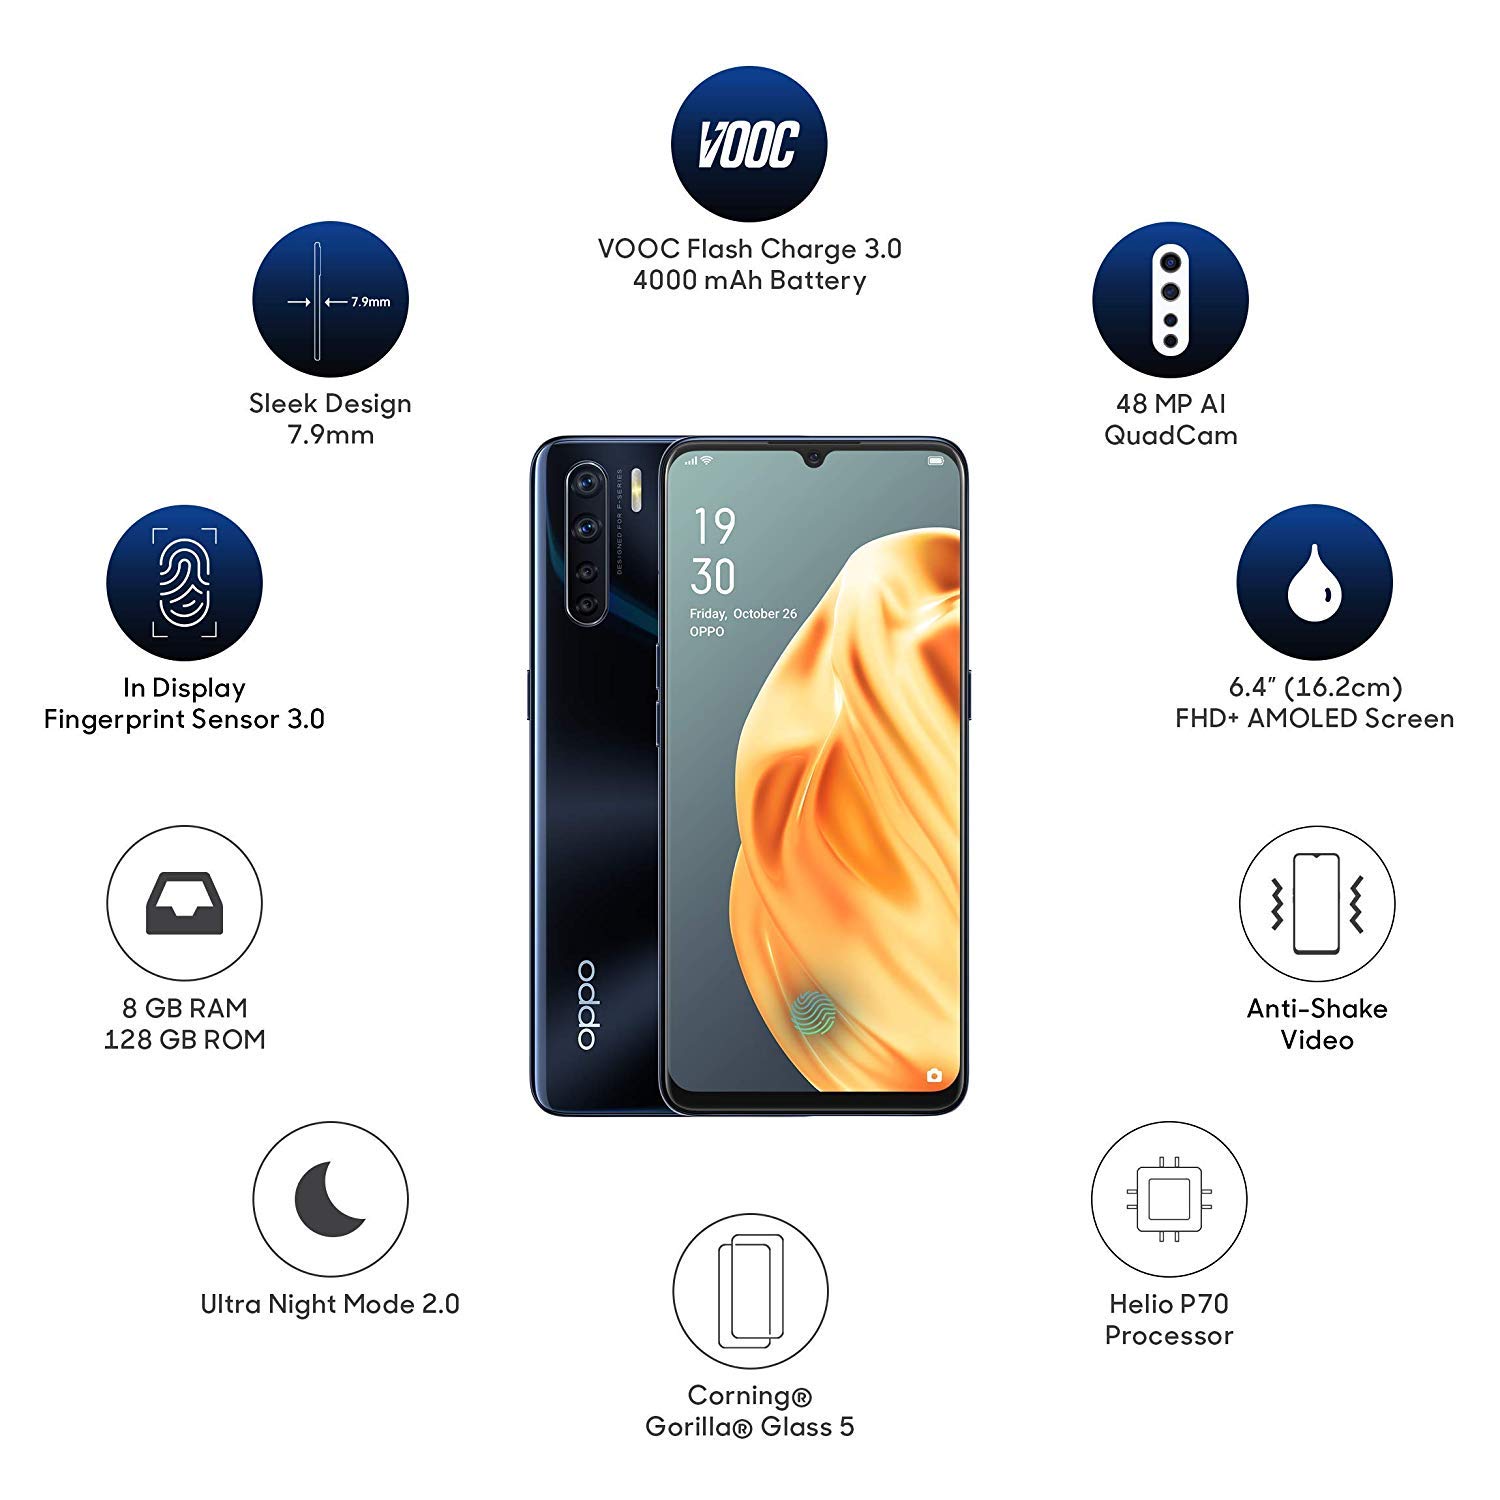 VOOC
VOOC Flash Charge 3.0
4000 mAh Battery
7.9mm
Sleek Design
7.9mm
48 MP AI
QuadCam
In Display
Fingerprint Sensor 3.0
6.4” (16.2cm)
FHD+ AMOLED Screen
DESIGNED FOR F-SERIES
19
30
Friday, October 26
OPPO
oppo
8 GB RAM
128 GB ROM
Anti-Shake
Video
Ultra Night Mode 2.0
Helio P70
Processor
Corning®
Gorilla® Glass 5